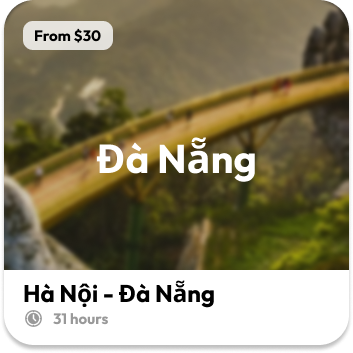 From $30
Đà Nẵng
Hà Nội - Đà Nẵng
31 hours